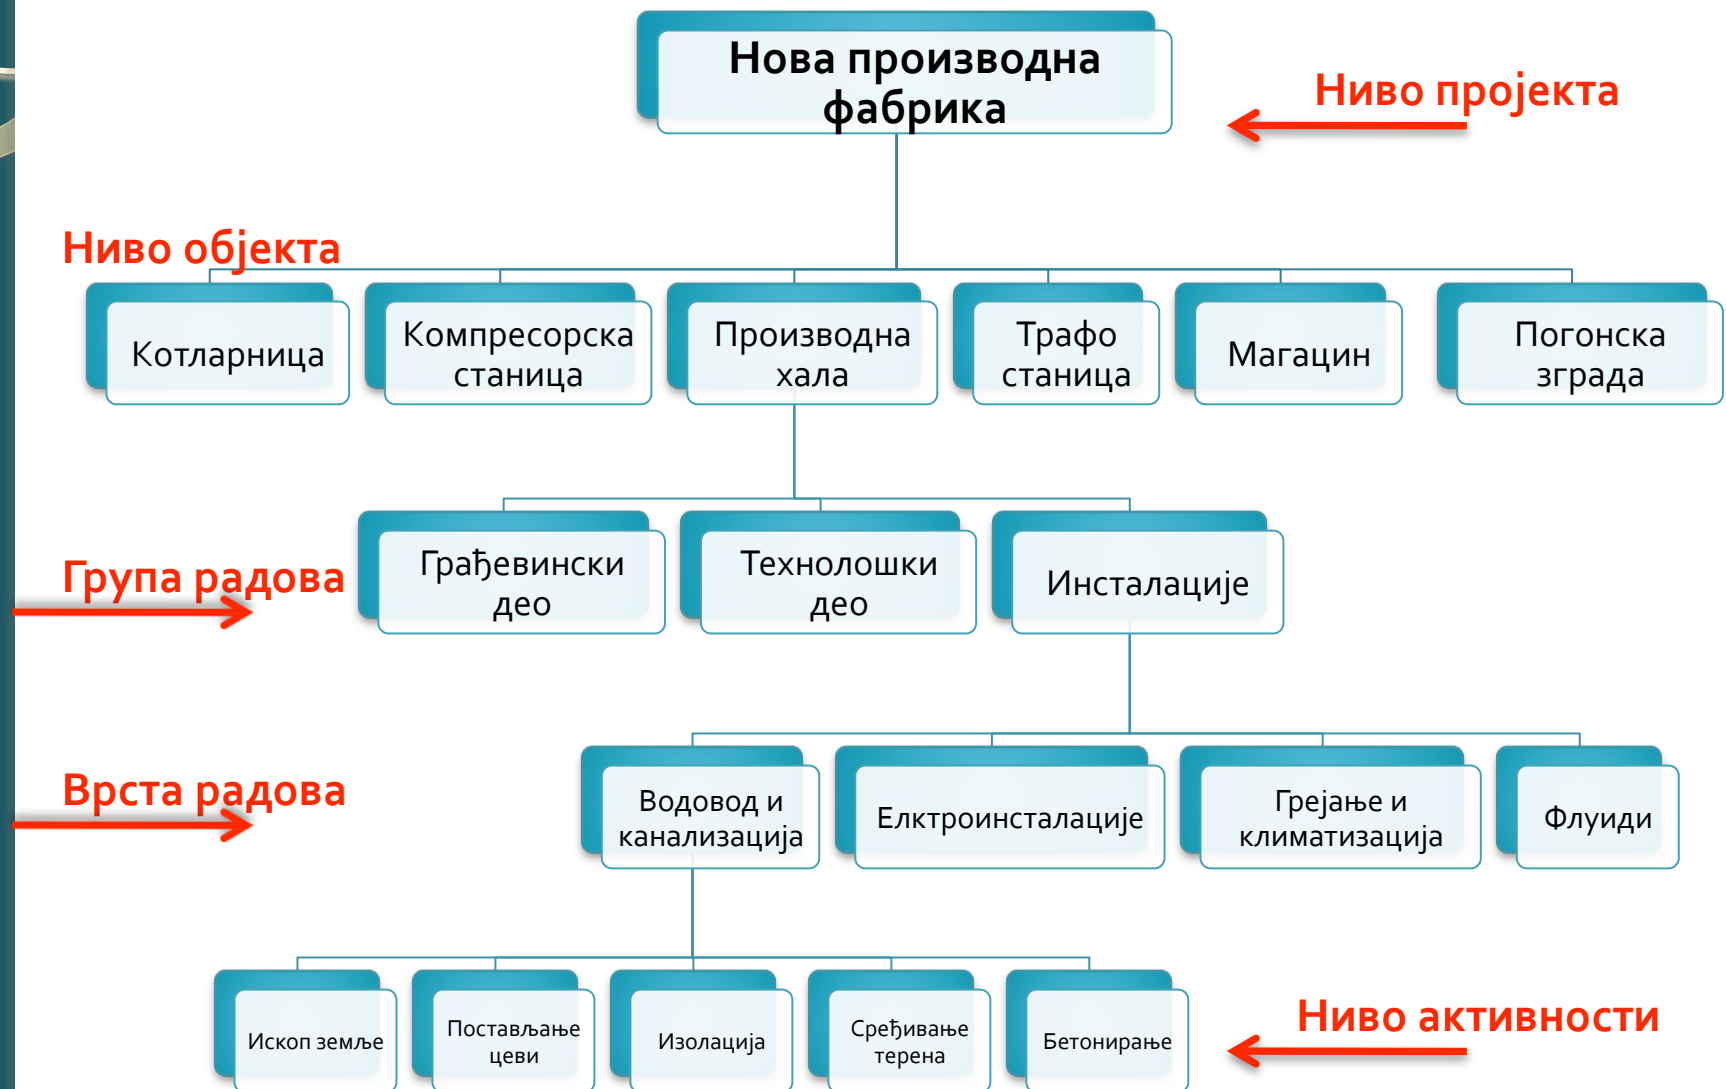 Нова производна
фабрика
Ниво пројекта
Ниво објекта
Котларница
Компресорска
станица
Производна
хала
Трафо
станица
Магацин
Погонска
зграда
Група радова
Грађевински
део
Технолошки
део
Инсталације
Врста радова
Водовод и
канализација
Елктроинсталације
Грејање и
климатизација
Флуиди
Ископ земље
Постављање
цеви
Изолација
Сређивање
терена
Бетонирање
Ниво активности